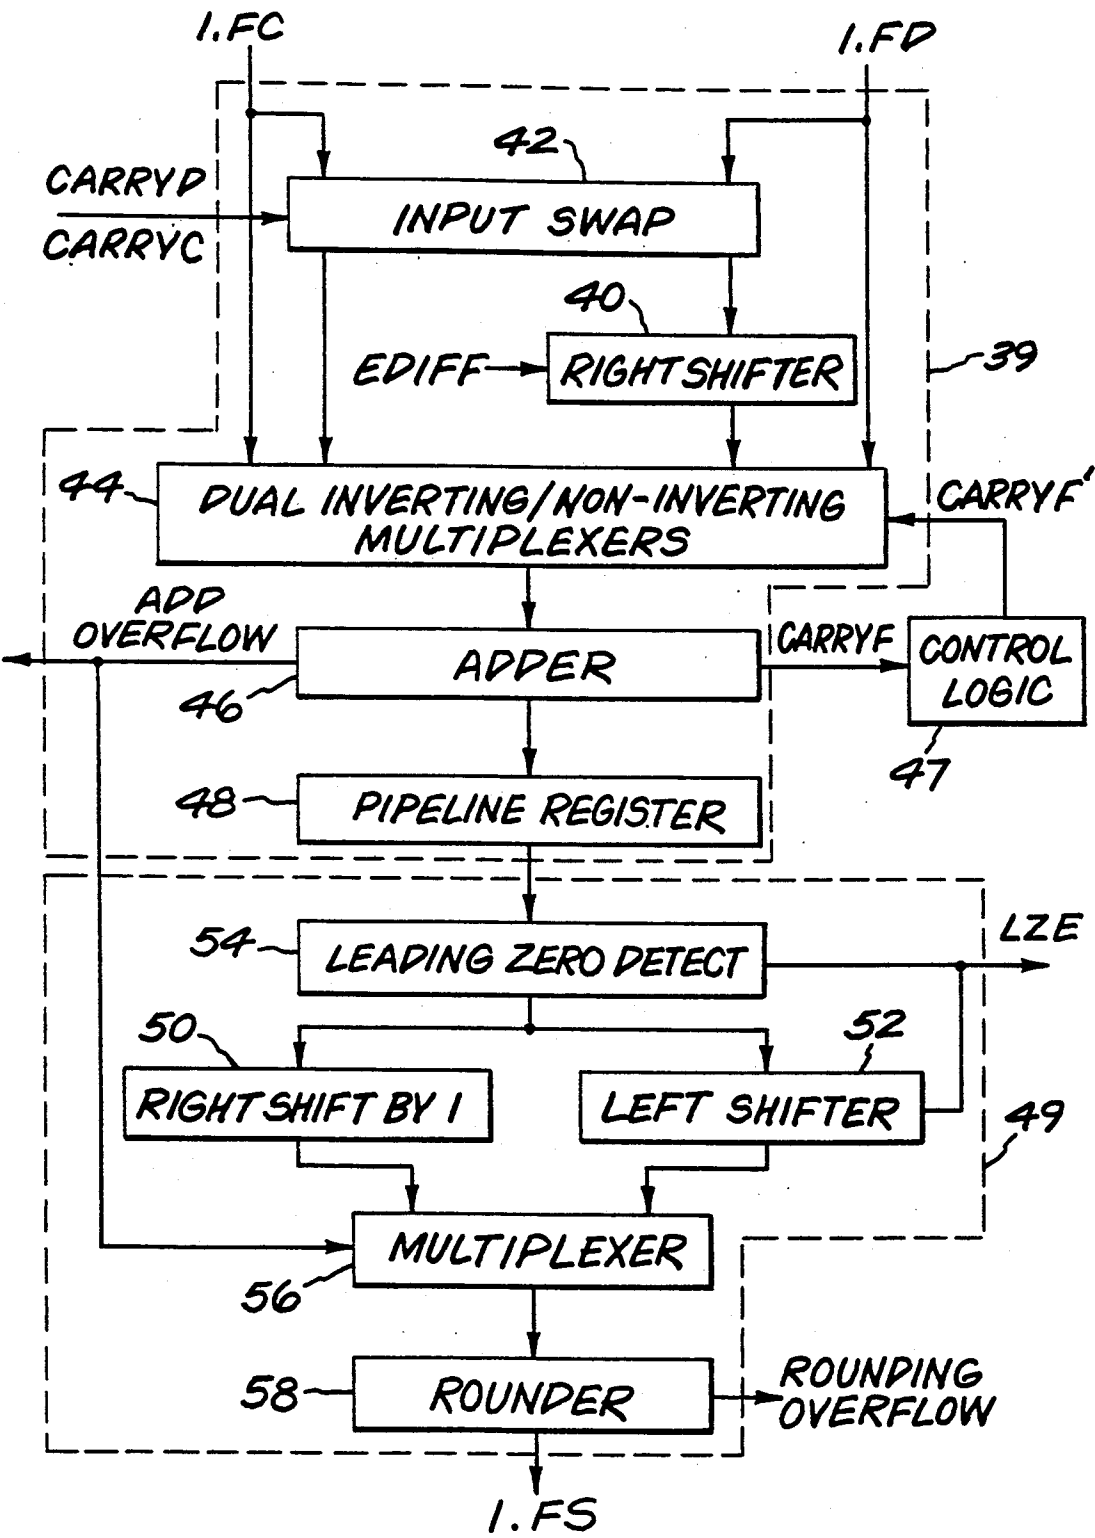 1.FC
1.FD
42
CARRYD
CARRYC
INPUT SWAP
40
EDIFF
RIGHT SHIFTER
39
44
DUAL INVERTING/NON-INVERTING
MULTIPLEXERS
CARRYF'
ADD
OVERFLOW
ADDER
46
CARRYF
CONTROL
LOGIC
47
48
PIPELINE REGISTER
54
LEADING ZERO DETECT
LZE
50
52
RIGHT SHIFT BY 1
LEFT SHIFTER
49
MULTIPLEXER
56
58
ROUNDER
ROUNDING
OVERFLOW
1.FS